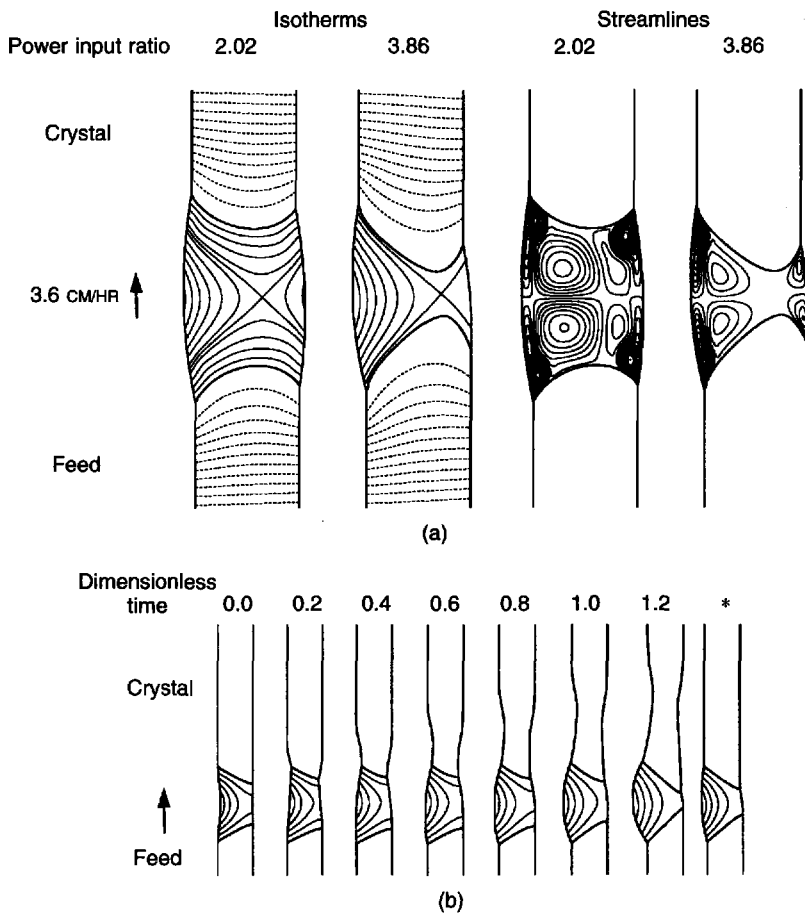 Isotherms Streamlines
Power input ratio 2.02 3.86 2.02 3.86
Crystal
3.6 CM/HR
Feed
(a)
Dimensionless
time 0.0 0.2 0.4 0.6 0.8 1.0 1.2 *
Crystal
Feed
(b)